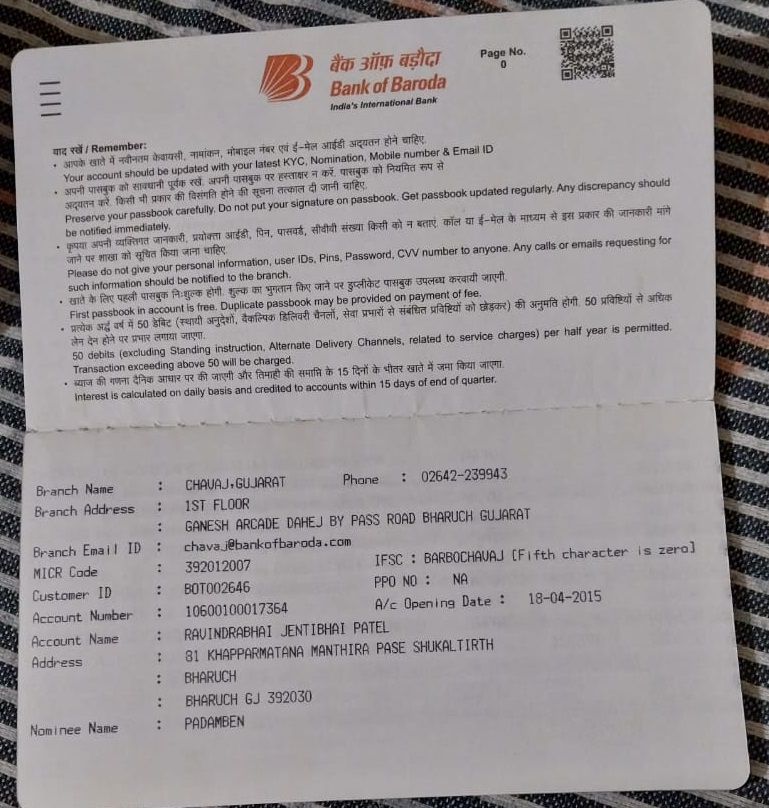 बैंक ऑफ़ बड़ौदा
Bank of Baroda
India's International Bank
Page No.
0
याद रखें / Remember:
• आपके खाते में नवीनतम केवायसी, नामांकन, मोबाइल नंबर एवं ई-मेल आईडी अद्यतन होने चाहिए.
Your account should be updated with your latest KYC, Nomination, Mobile number & Email ID
• अपनी पासबुक को सावधानी पूर्वक रखें. अपनी पासबुक पर हस्ताक्षर न करें. पासबुक को नियमित रूप से
अद्यतन करें. किसी भी प्रकार की विसंगति होने की सूचना तत्काल दी जानी चाहिए.
Preserve your passbook carefully. Do not put your signature on passbook. Get passbook updated regularly. Any discrepancy should
be notified immediately.
• कृपया अपनी व्यक्तिगत जानकारी, प्रयोक्ता आईडी, पिन, पासवर्ड, सीवीवी संख्या किसी को न बताएं. कॉल या ई-मेल के माध्यम से इस प्रकार की जानकारी मांगे
जाने पर शाखा को सूचित किया जाना चाहिए
Please do not give your personal information, user IDs, Pins, Password, CVV number to anyone. Any calls or emails requesting for
such information should be notified to the branch.
• खाते के लिए पहली पासबुक निःशुल्क होगी. शुल्क का भुगतान किए जाने पर डुप्लीकेट पासबुक उपलब्ध करवायी जाएगी.
First passbook in account is free. Duplicate passbook may be provided on payment of fee.
• प्रत्येक अर्द्ध वर्ष में 50 डेबिट (स्थायी अनुदेशों, वैकल्पिक डिलिवरी चैनलों, सेवा प्रभारों से संबंधित प्रविष्टियों को छोड़कर) की अनुमति होगी. 50 प्रविष्टियों से अधिक
लेन देन होने पर प्रभार लगाया जाएगा.
50 debits (excluding Standing instruction, Alternate Delivery Channels, related to service charges) per half year is permitted.
Transaction exceeding above 50 will be charged.
• ब्याज की गणना दैनिक आधार पर की जाएगी और तिमाही की समाप्ति के 15 दिनों के भीतर खाते में जमा किया जाएगा.
Interest is calculated on daily basis and credited to accounts within 15 days of end of quarter.
Branch Name : CHAVAJ,GUJARAT Phone : 02642-239943
Branch Address : 1ST FLOOR
: GANESH ARCADE DAHEJ BY PASS ROAD BHARUCH GUJARAT
Branch Email ID : chavaj@bankofbaroda.com
MICR Code : 392012007 IFSC : BARB0CHAVAJ [Fifth character is zero]
Customer ID : BOT002646 PPO NO : NA
Account Number : 10600100017364 A/c Opening Date : 18-04-2015
Account Name : RAVINDRABHAI JENTIBHAI PATEL
Address : 81 KHAPPARMATANA MANTHIRA PASE SHUKALTIRTH
: BHARUCH
: BHARUCH GJ 392030
Nominee Name : PADAMBEN